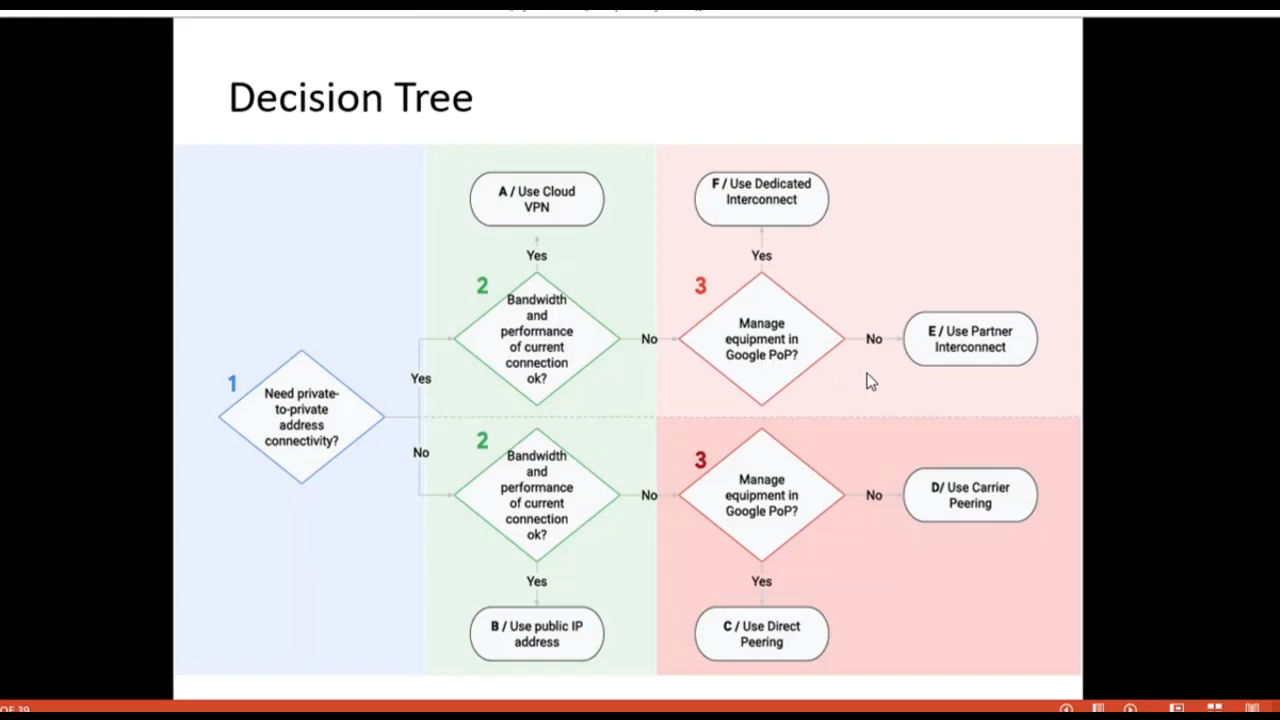 Decision Tree
A / Use Cloud
VPN
F / Use Dedicated
Interconnect
Yes
Yes
2
Bandwidth
and
performance
of current
connection
ok?
No
3
Manage
equipment in
Google PoP?
No
E / Use Partner
Interconnect
1
Need private-
to-private
address
connectivity?
Yes
No
2
Bandwidth
and
performance
of current
connection
ok?
No
3
Manage
equipment in
Google PoP?
No
D/ Use Carrier
Peering
Yes
Yes
B / Use public IP
address
C / Use Direct
Peering
OF 39